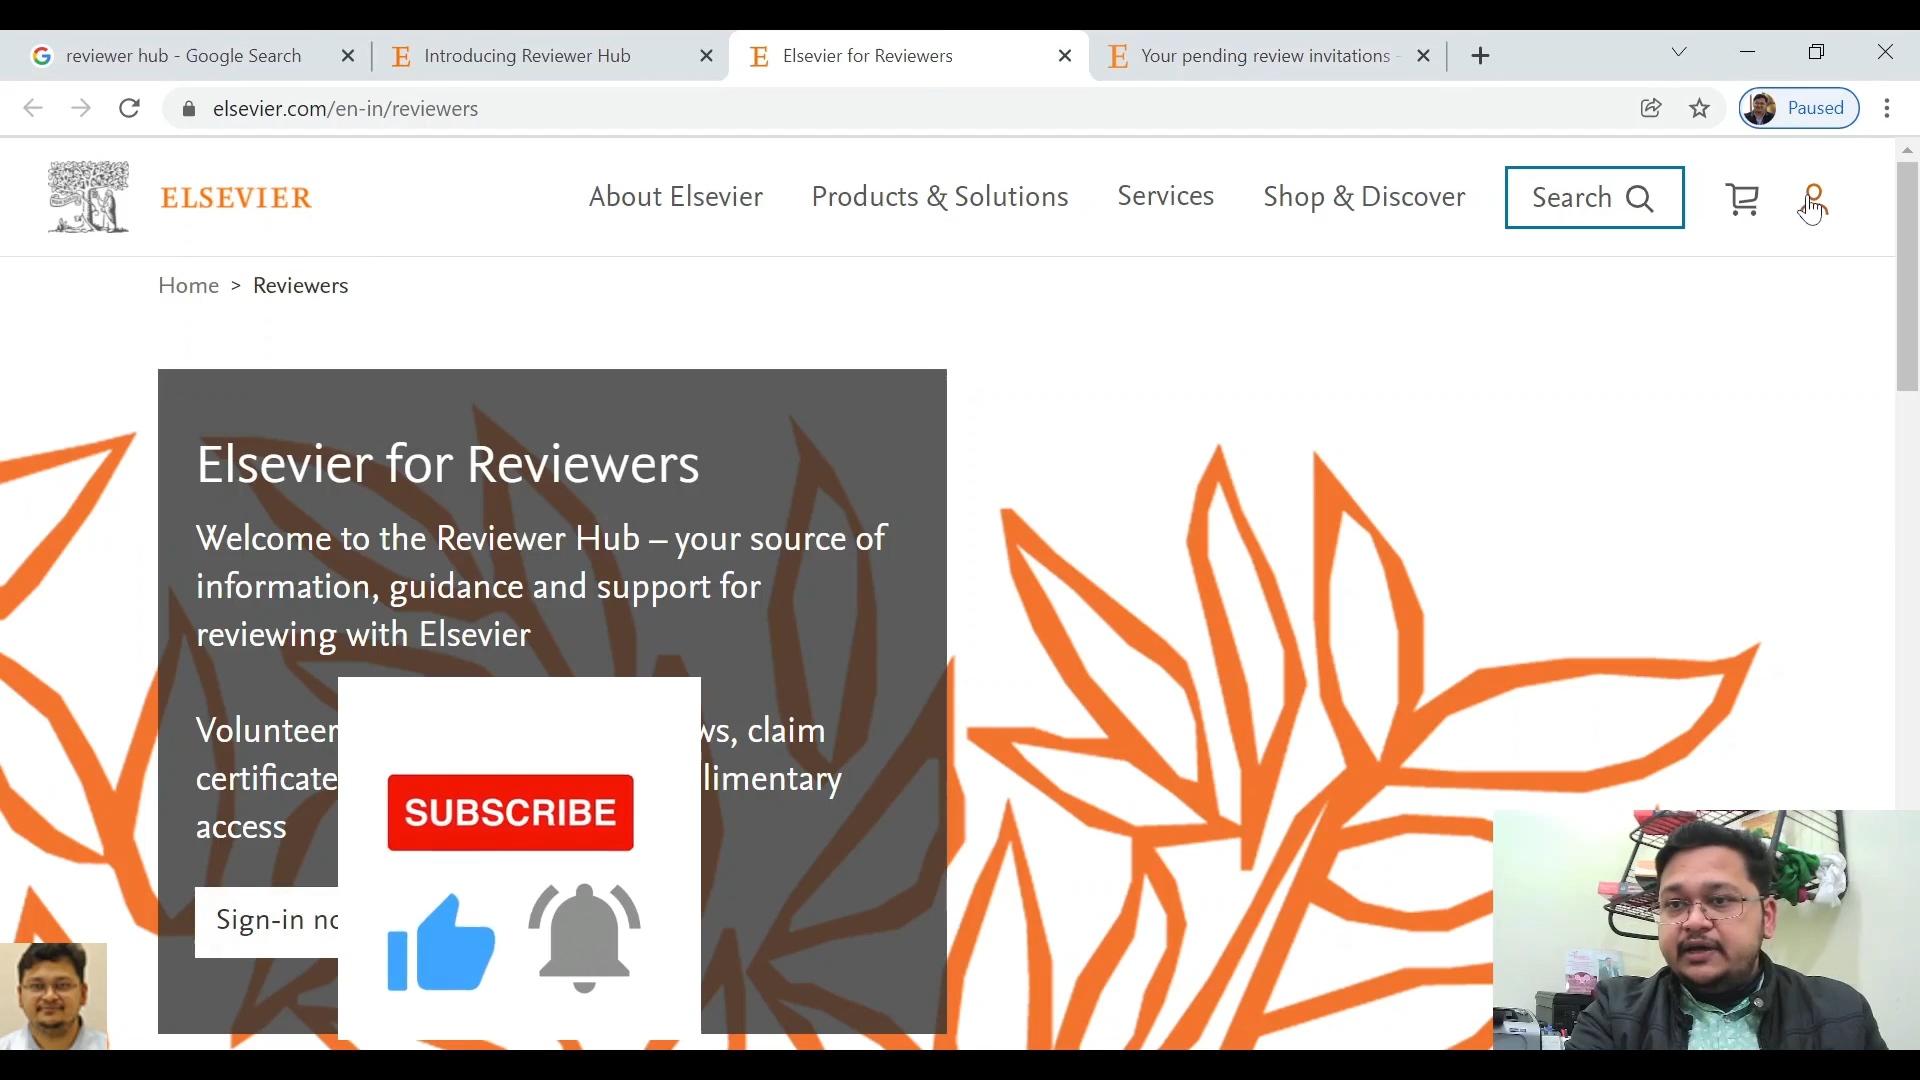 reviewer hub - Google Search
Introducing Reviewer Hub
Elsevier for Reviewers
Your pending review invitations -
elsevier.com/en-in/reviewers
Paused
ELSEVIER
About Elsevier
Products & Solutions
Services
Shop & Discover
Search
Home > Reviewers
Elsevier for Reviewers
Welcome to the Reviewer Hub – your source of
information, guidance and support for
reviewing with Elsevier
Volunteer ws, claim
certificate limentary
access
Sign-in no
SUBSCRIBE